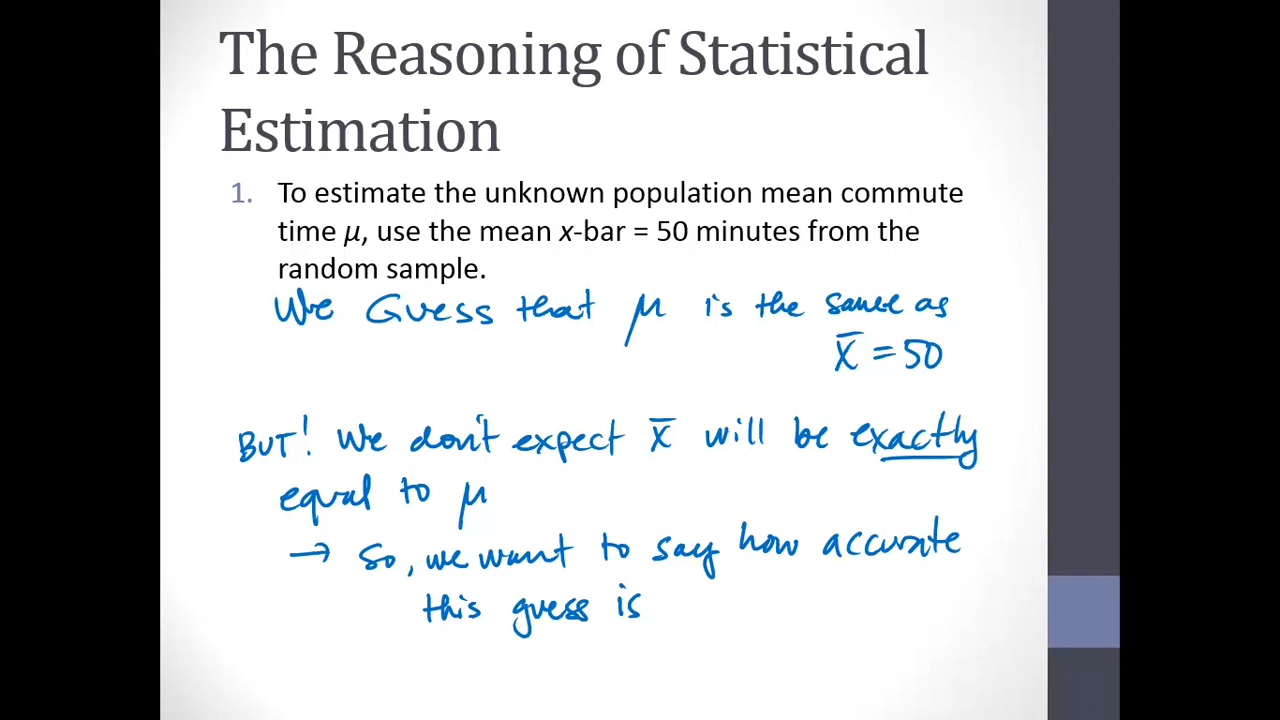 The Reasoning of Statistical
Estimation
1. To estimate the unknown population mean commute
time μ, use the mean x-bar = 50 minutes from the
random sample.
We Guess that μ is the same as
x̄ = 50
BUT! We don't expect x̄ will be exactly
equal to μ
→ So, we want to say how accurate
this guess is